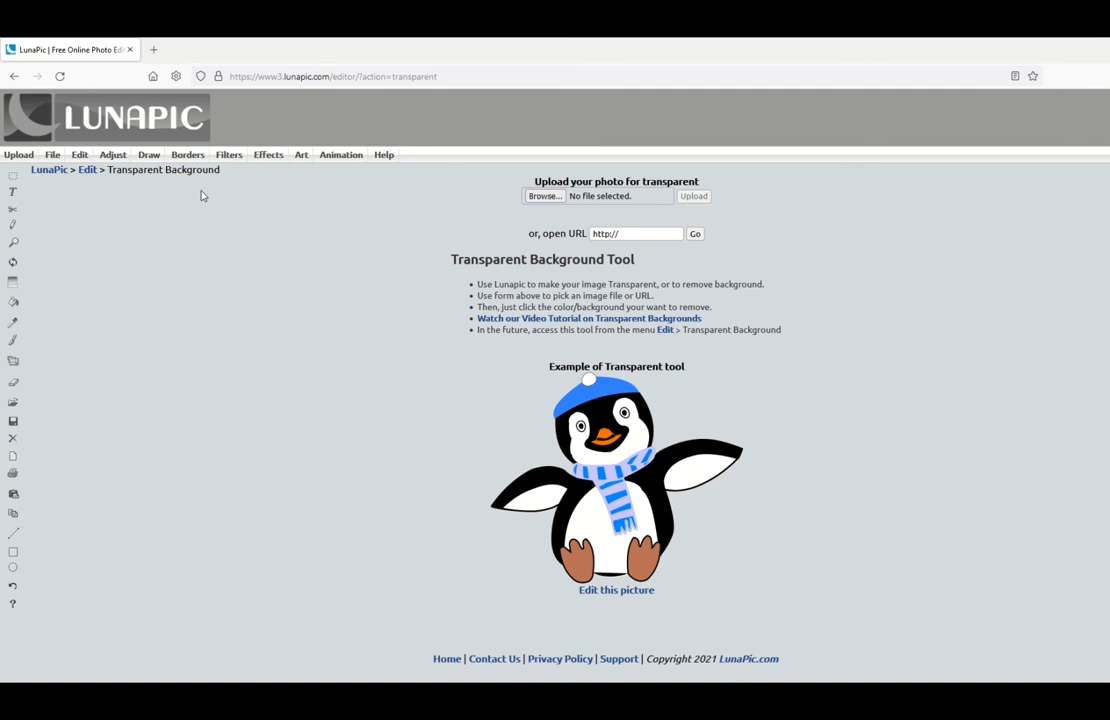 LunaPic | Free Online Photo Edi
https://www3.lunapic.com/editor/?action=transparent
LUNAPIC
Upload File Edit Adjust Draw Borders Filters Effects Art Animation Help
LunaPic > Edit > Transparent Background
Upload your photo for transparent
Browse... No file selected. Upload
or, open URL http:// Go
Transparent Background Tool
• Use Lunapic to make your image Transparent, or to remove background.
• Use form above to pick an image file or URL.
• Then, just click the color/background your want to remove.
• Watch our Video Tutorial on Transparent Backgrounds
• In the future, access this tool from the menu Edit > Transparent Background
Example of Transparent tool
Edit this picture
Home | Contact Us | Privacy Policy | Support | Copyright 2021 LunaPic.com